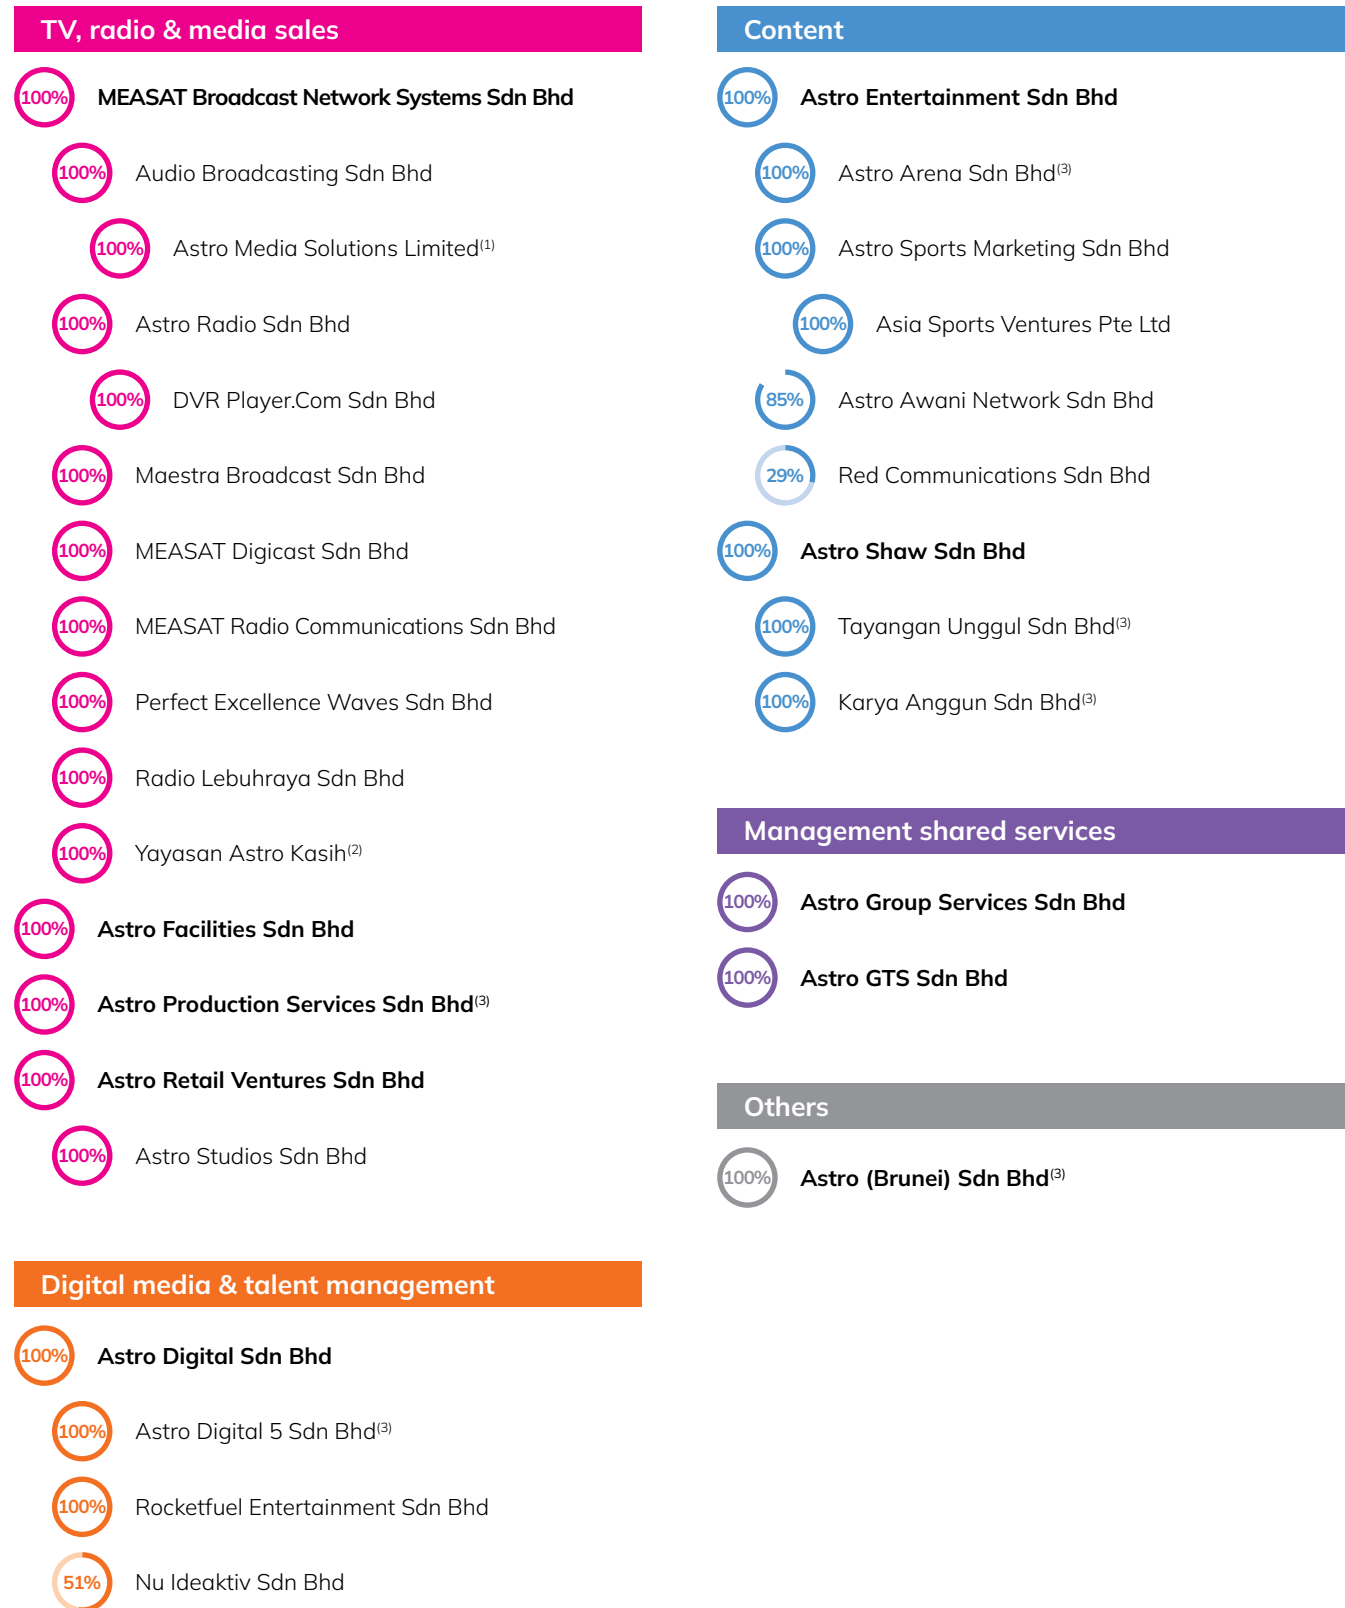 TV, radio & media sales
100% MEASAT Broadcast Network Systems Sdn Bhd
100% Audio Broadcasting Sdn Bhd
100% Astro Media Solutions Limited(1)
100% Astro Radio Sdn Bhd
100% DVR Player.Com Sdn Bhd
100% Maestra Broadcast Sdn Bhd
100% MEASAT Digicast Sdn Bhd
100% MEASAT Radio Communications Sdn Bhd
100% Perfect Excellence Waves Sdn Bhd
100% Radio Lebuhraya Sdn Bhd
100% Yayasan Astro Kasih(2)
100% Astro Facilities Sdn Bhd
100% Astro Production Services Sdn Bhd(3)
100% Astro Retail Ventures Sdn Bhd
100% Astro Studios Sdn Bhd
Digital media & talent management
100% Astro Digital Sdn Bhd
100% Astro Digital 5 Sdn Bhd(3)
100% Rocketfuel Entertainment Sdn Bhd
51% Nu Ideaktiv Sdn Bhd
Content
100% Astro Entertainment Sdn Bhd
100% Astro Arena Sdn Bhd(3)
100% Astro Sports Marketing Sdn Bhd
100% Asia Sports Ventures Pte Ltd
85% Astro Awani Network Sdn Bhd
29% Red Communications Sdn Bhd
100% Astro Shaw Sdn Bhd
100% Tayangan Unggul Sdn Bhd(3)
100% Karya Anggun Sdn Bhd(3)
Management shared services
100% Astro Group Services Sdn Bhd
100% Astro GTS Sdn Bhd
Others
100% Astro (Brunei) Sdn Bhd(3)